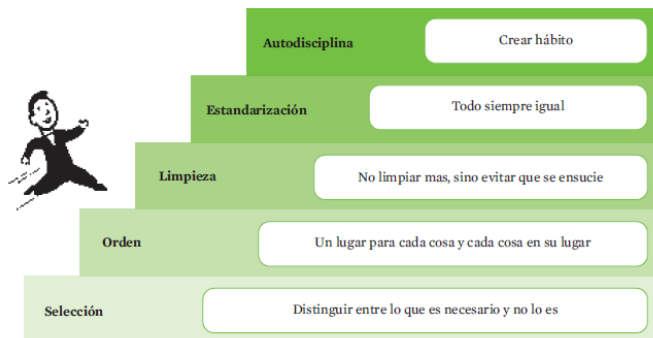 Autodisciplina
Crear hábito
Estandarización
Todo siempre igual
Limpieza
No limpiar mas, sino evitar que se ensucie
Orden
Un lugar para cada cosa y cada cosa en su lugar
Selección
Distinguir entre lo que es necesario y no lo es